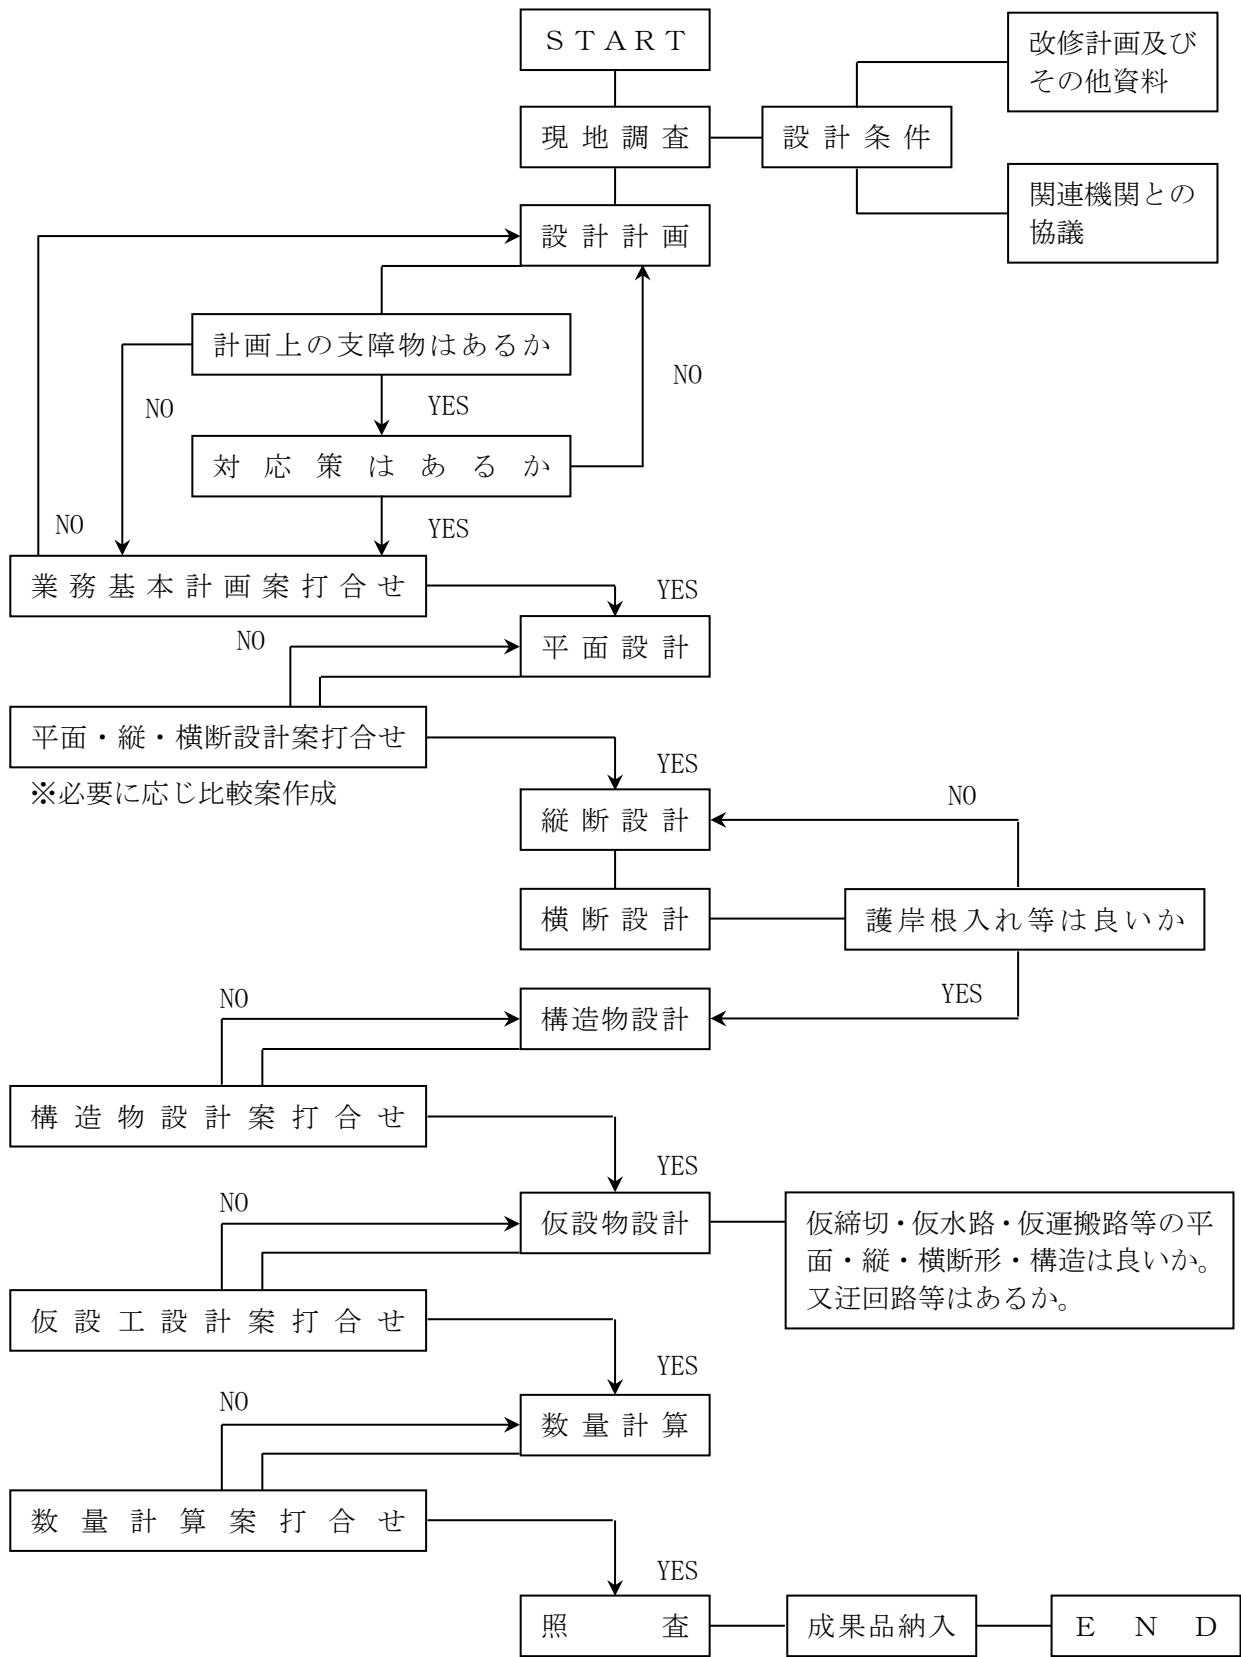 START
改修計画及び
その他資料
現地調査
設計条件
関連機関との
協議
設計計画
計画上の支障物はあるか
NO
NO
YES
対応策はあるか
NO
YES
業務基本計画案打合せ
YES
NO
平面設計
平面・縦・横断設計案打合せ
YES
※必要に応じ比較案作成
NO
縦断設計
横断設計
護岸根入れ等は良いか
YES
NO
構造物設計
構造物設計案打合せ
YES
NO
仮設物設計
仮締切・仮水路・仮運搬路等の平
面・縦・横断形・構造は良いか。
又迂回路等はあるか。
仮設工設計案打合せ
YES
NO
数量計算
数量計算案打合せ
YES
照査
成果品納入
END